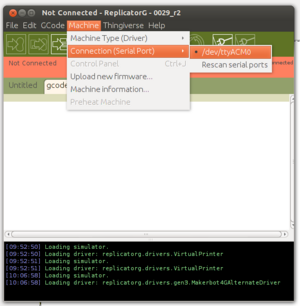 Not Connected - ReplicatorG - 0029_r2
File Edit GCode Machine Thingiverse Help
Machine Type (Driver)
Connection (Serial Port)
/dev/ttyACM0
Rescan serial ports
Control Panel Ctrl+J
Upload new firmware...
Machine information...
Preheat Machine
Not Connected
Untitled gcode
[09:52:50] Loading simulator.
[09:52:50] Loading driver: replicatorg.drivers.VirtualPrinter
[09:52:51] Loading simulator.
[09:52:51] Loading driver: replicatorg.drivers.VirtualPrinter
[10:06:58] Loading simulator.
[10:06:58] Loading driver: replicatorg.drivers.gen3.Makerbot4GAlternateDriver